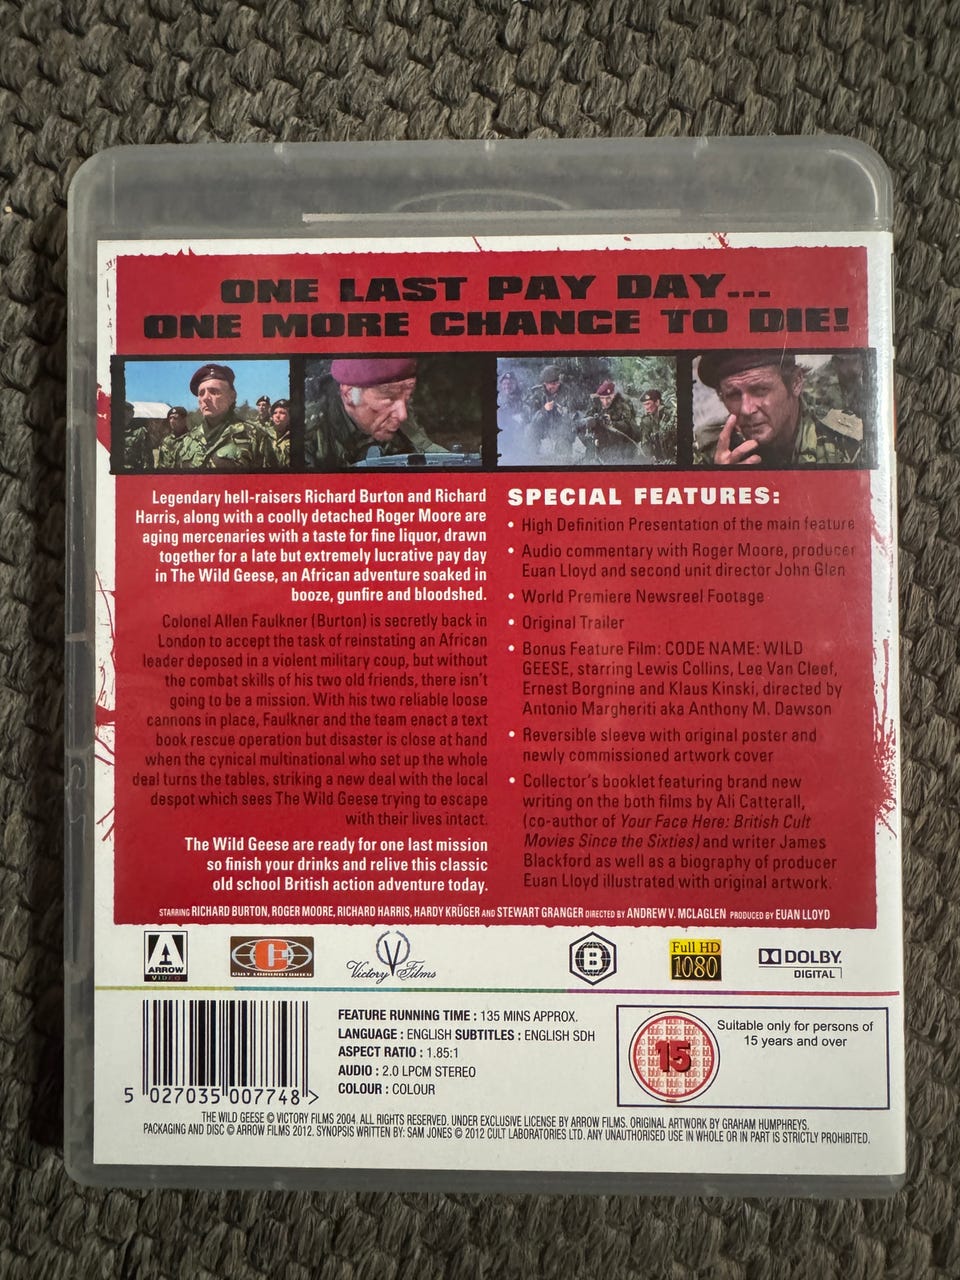 ONE LAST PAY DAY...
ONE MORE CHANCE TO DIE!
Legendary hell-raisers Richard Burton and Richard
Harris, along with a coolly detached Roger Moore are
aging mercenaries with a taste for fine liquor, drawn
together for a late but extremely lucrative pay day
in The Wild Geese, an African adventure soaked in
booze, gunfire and bloodshed.
Colonel Allen Faulkner (Burton) is secretly back in
London to accept the task of reinstating an African
leader deposed in a violent military coup, but without
the combat skills of his two old friends, there isn't
going to be a mission. With his two reliable loose
cannons in place, Faulkner and the team enact a text
book rescue operation but disaster is close at hand
when the cynical multinational who set up the whole
deal turns the tables, striking a new deal with the local
despot which sees The Wild Geese trying to escape
with their lives intact.
The Wild Geese are ready for one last mission
so finish your drinks and relive this classic
old school British action adventure today.
SPECIAL FEATURES:
• High Definition Presentation of the main feature
• Audio commentary with Roger Moore, producer
Euan Lloyd and second unit director John Glen
• World Premiere Newsreel Footage
• Original Trailer
• Bonus Feature Film: CODE NAME: WILD
GEESE, starring Lewis Collins, Lee Van Cleef,
Ernest Borgnine and Klaus Kinski, directed by
Antonio Margheriti aka Anthony M. Dawson
• Reversible sleeve with original poster and
newly commissioned artwork cover
• Collector's booklet featuring brand new
writing on the both films by Ali Catterall,
(co-author of Your Face Here: British Cult
Movies Since the Sixties) and writer James
Blackford as well as a biography of producer
Euan Lloyd illustrated with original artwork.
STARRING RICHARD BURTON, ROGER MOORE, RICHARD HARRIS, HARDY KRÜGER AND STEWART GRANGER DIRECTED BY ANDREW V. MCLAGLEN PRODUCED BY EUAN LLOYD
ARROW
VIDEO
C
CULT LABORATORIES
V
Victory Films
B
Full HD
1080
DOLBY
DIGITAL
5 027035 007748 >
FEATURE RUNNING TIME : 135 MINS APPROX.
LANGUAGE : ENGLISH SUBTITLES : ENGLISH SDH
ASPECT RATIO : 1.85:1
AUDIO : 2.0 LPCM STEREO
COLOUR : COLOUR
15
Suitable only for persons of
15 years and over
THE WILD GEESE © VICTORY FILMS 2004. ALL RIGHTS RESERVED. UNDER EXCLUSIVE LICENSE BY ARROW FILMS. ORIGINAL ARTWORK BY GRAHAM HUMPHREYS.
PACKAGING AND DISC © ARROW FILMS 2012. SYNOPSIS WRITTEN BY: SAM JONES © 2012 CULT LABORATORIES LTD. ANY UNAUTHORISED USE IN WHOLE OR IN PART IS STRICTLY PROHIBITED.